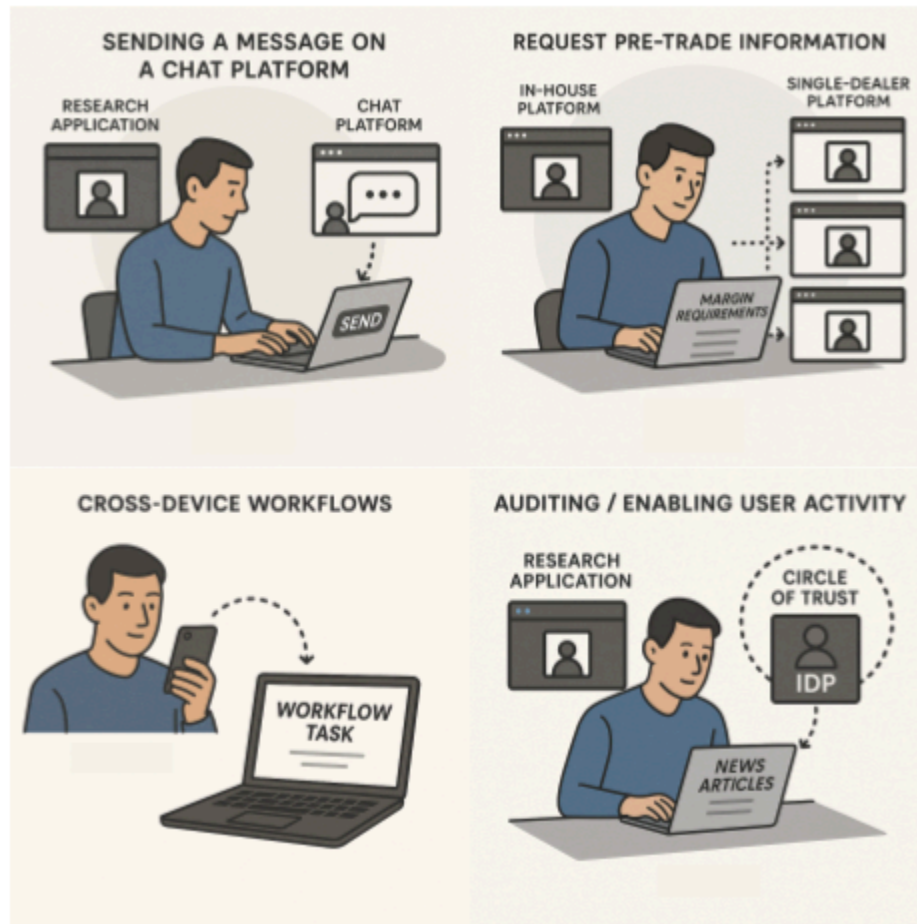 SENDING A MESSAGE ON
A CHAT PLATFORM
RESEARCH
APPLICATION
CHAT
PLATFORM
SEND
REQUEST PRE-TRADE INFORMATION
IN-HOUSE
PLATFORM
SINGLE-DEALER
PLATFORM
MARGIN
REQUIREMENTS
CROSS-DEVICE WORKFLOWS
WORKFLOW
TASK
AUDITING / ENABLING USER ACTIVITY
RESEARCH
APPLICATION
CIRCLE
OF TRUST
IDP
NEWS
ARTICLES